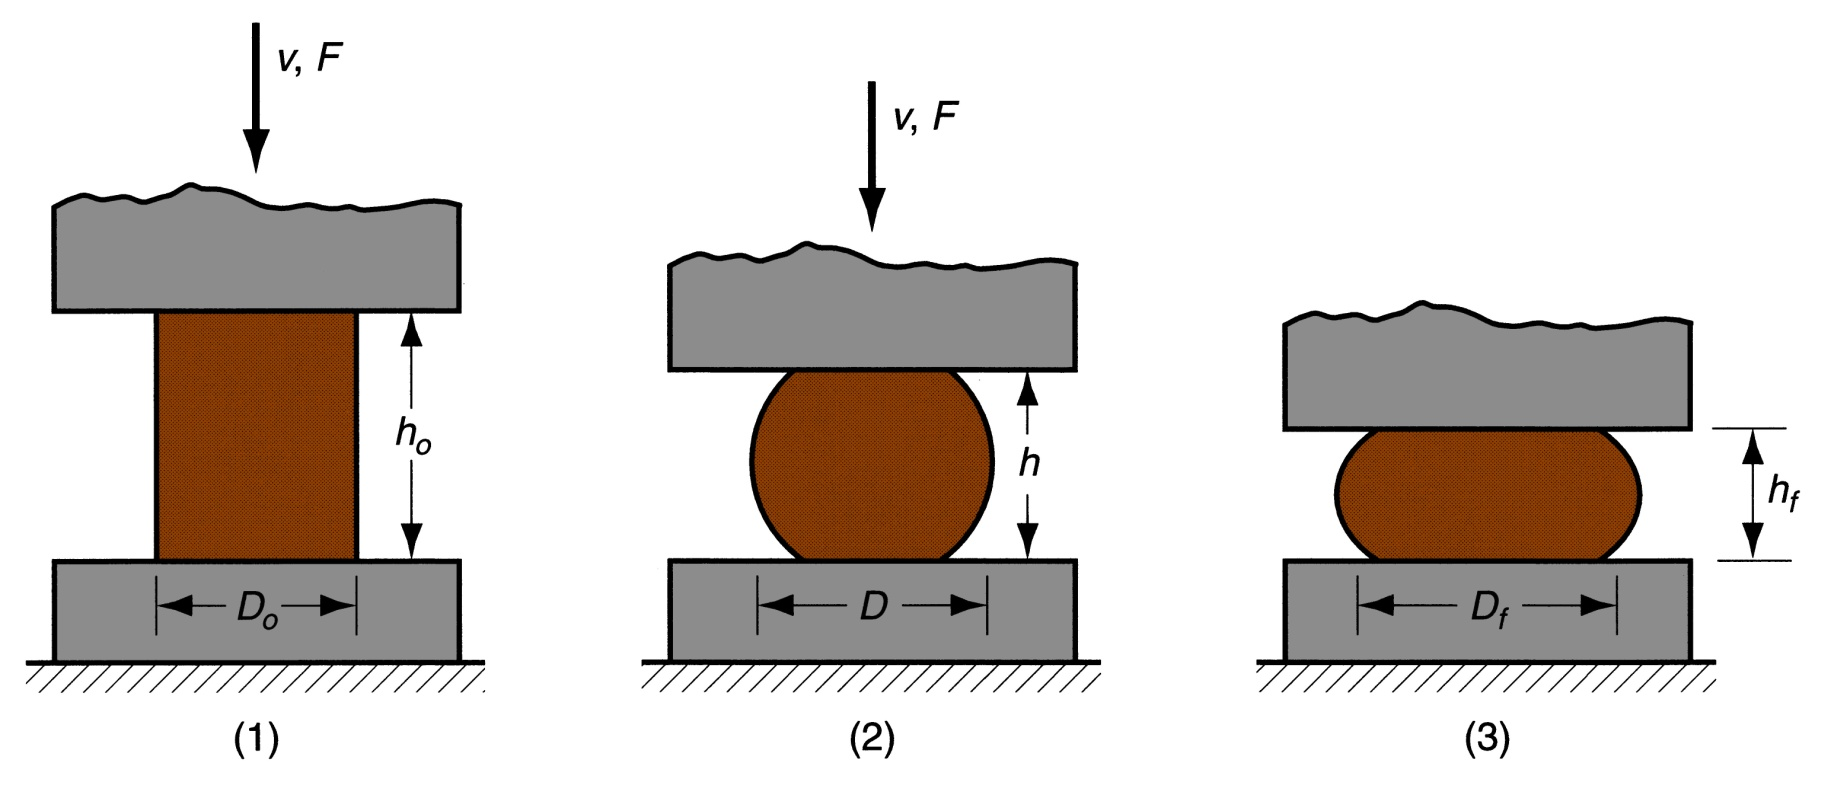 v, F
h_o
D_o
(1)
v, F
h
D
(2)
h_f
D_f
(3)